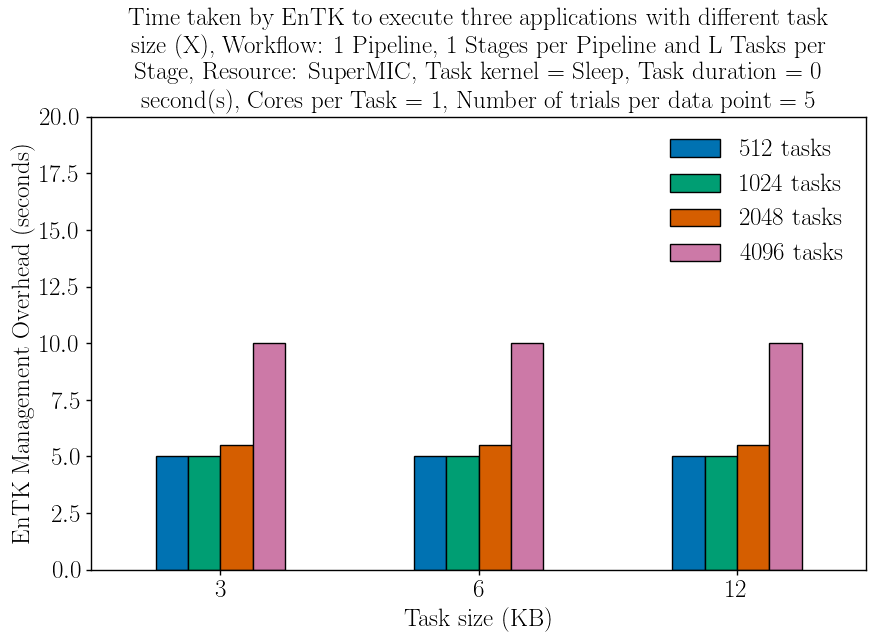 Time taken by EnTK to execute three applications with different task
size (X), Workflow: 1 Pipeline, 1 Stages per Pipeline and L Tasks per
Stage, Resource: SuperMIC, Task kernel = Sleep, Task duration = 0
second(s), Cores per Task = 1, Number of trials per data point = 5
EnTK Management Overhead (seconds)
20.0
17.5
15.0
12.5
10.0
7.5
5.0
2.5
0.0
512 tasks
1024 tasks
2048 tasks
4096 tasks
3
6
12
Task size (KB)